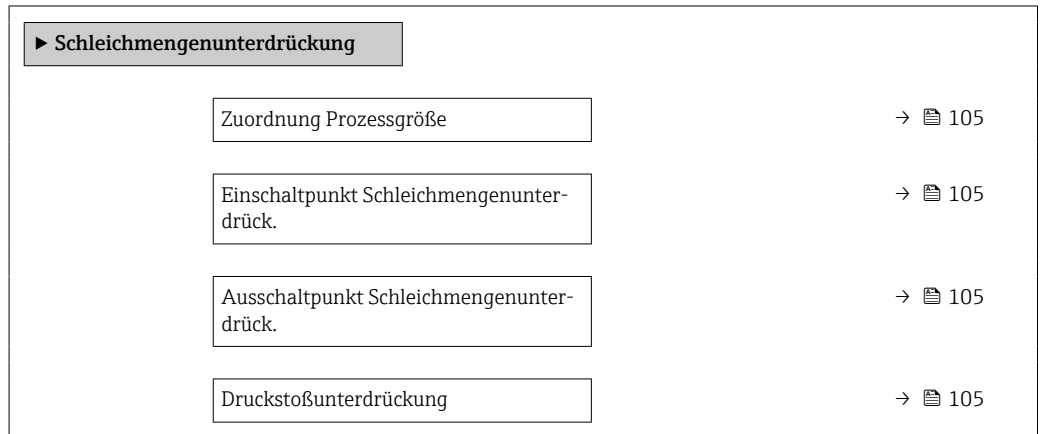 ▶ Schleichmengenunterdrückung
Zuordnung Prozessgröße → 105
Einschaltpunkt Schleichmengenunter-
drück. → 105
Ausschaltpunkt Schleichmengenunter-
drück. → 105
Druckstoßunterdrückung → 105